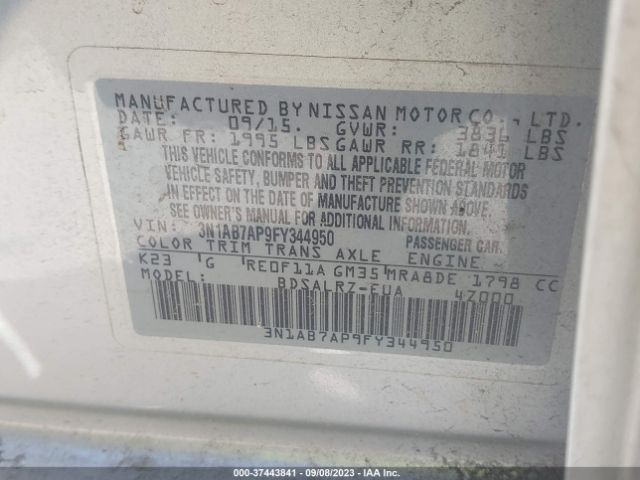 MANUFACTURED BY NISSAN MOTOR CO., LTD.
DATE: 09/15. GVWR: 3836 LBS
GAWR FR: 1995 LBS GAWR RR: 1841 LBS
THIS VEHICLE CONFORMS TO ALL APPLICABLE FEDERAL MOTOR
VEHICLE SAFETY, BUMPER AND THEFT PREVENTION STANDARDS
IN EFFECT ON THE DATE OF MANUFACTURE SHOWN ABOVE.
SEE OWNER'S MANUAL FOR ADDITIONAL INFORMATION.
VIN: 3N1AB7AP9FY344950 PASSENGER CAR.
COLOR TRIM TRANS AXLE ENGINE
K23 G RE0F11A GM35 MRA8DE 1798 CC
MODEL: BDSALRZ-EUA 4Z000
3N1AB7AP9FY344950
000-37443841 - 09/08/2023 - IAA Inc.